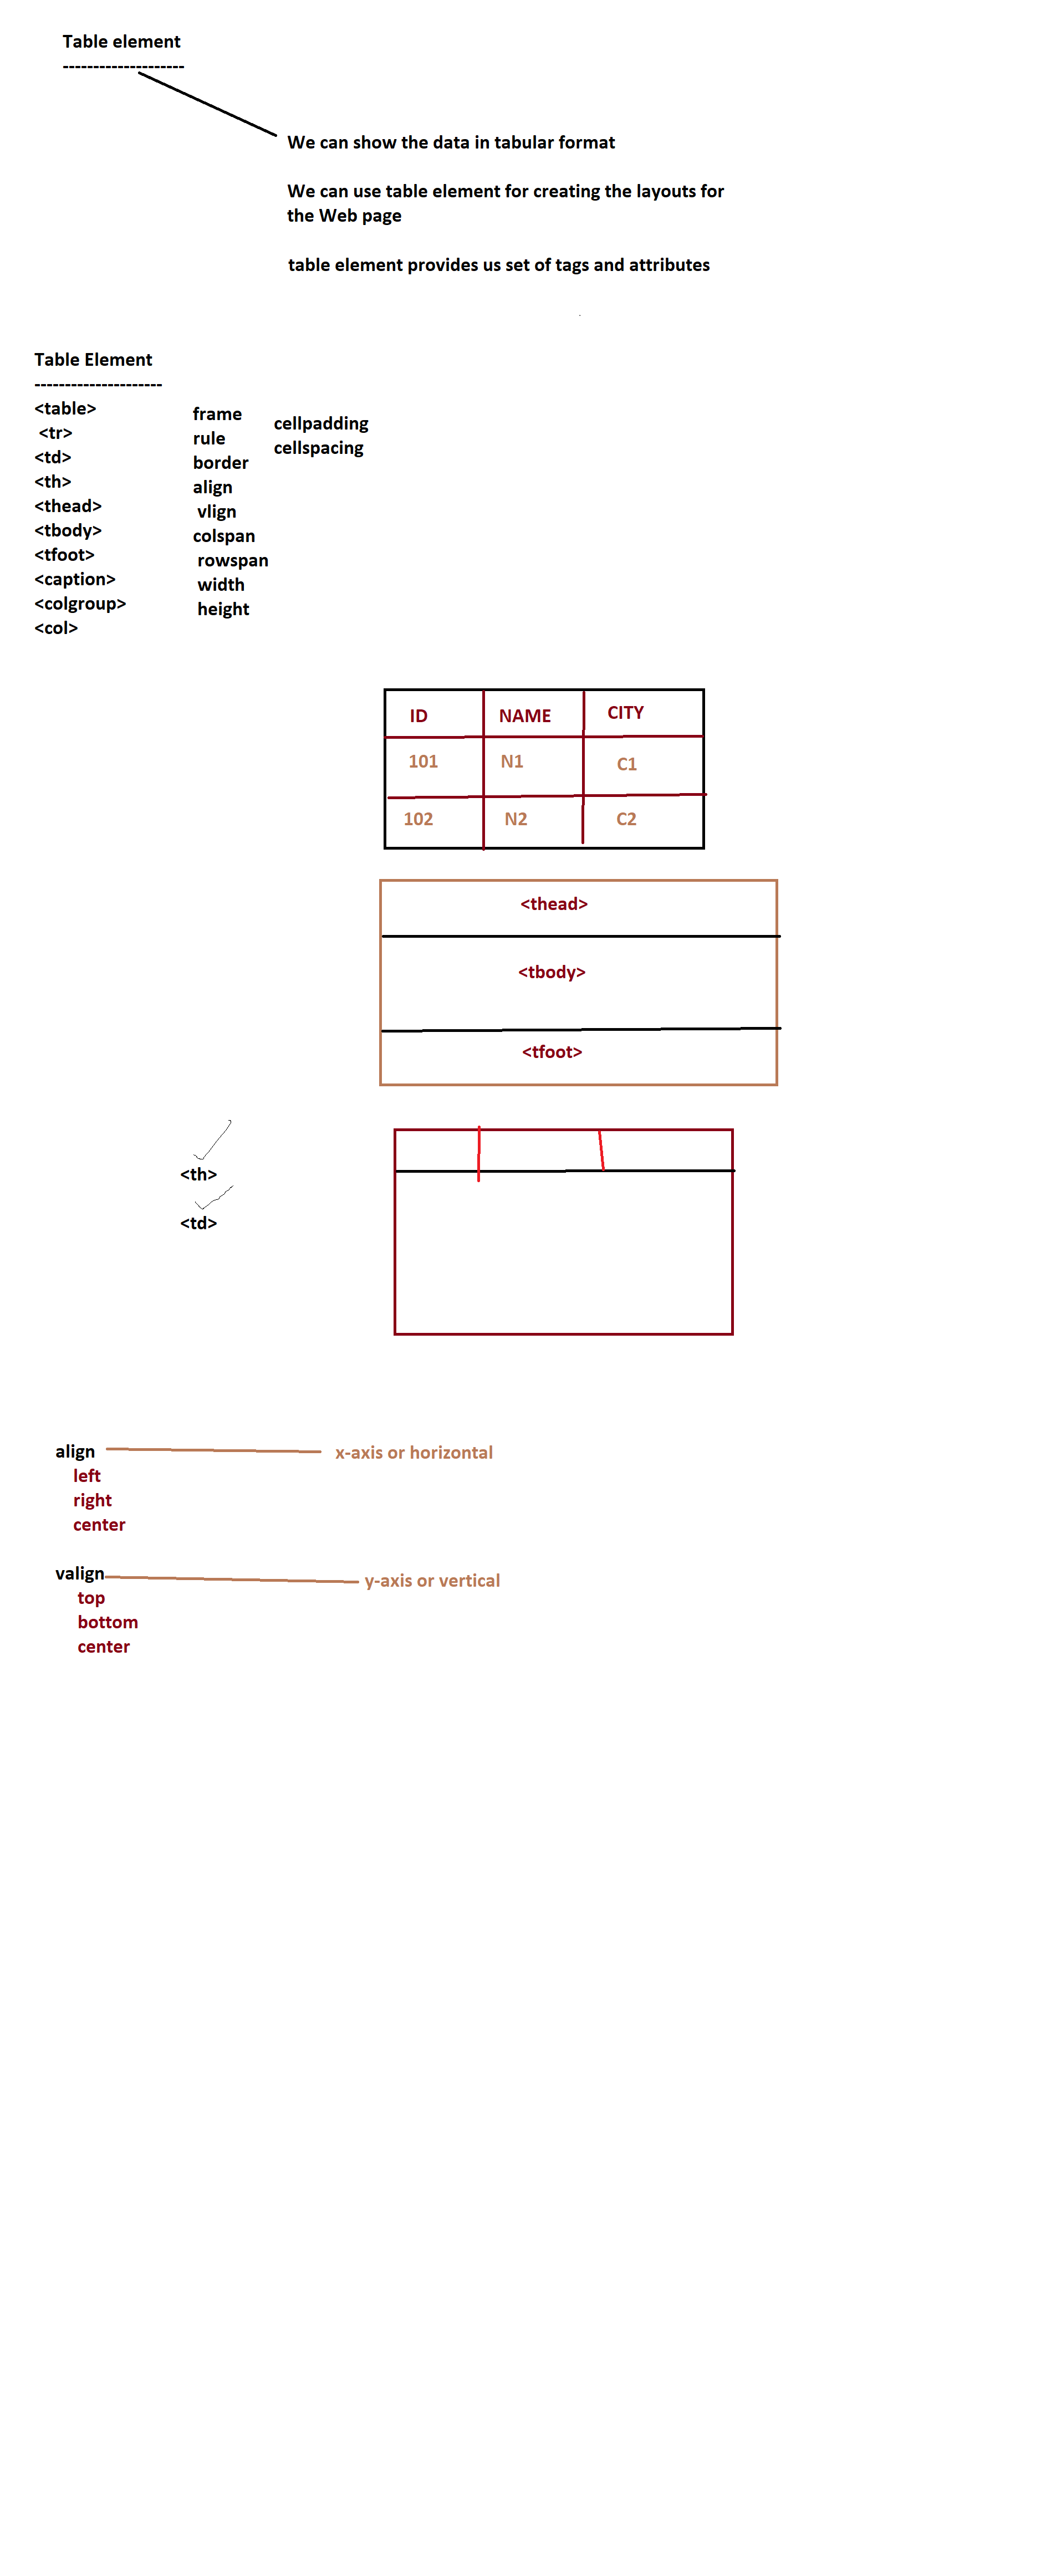 Table element
--------------------
We can show the data in tabular format
We can use table element for creating the layouts for
the Web page
table element provides us set of tags and attributes
Table Element
---------------------
<table>
<tr>
<td>
<th>
<thead>
<tbody>
<tfoot>
<caption>
<colgroup>
<col>
frame
rule
border
align
vlign
colspan
rowspan
width
height
cellpadding
cellspacing
ID NAME CITY
101 N1 C1
102 N2 C2
<thead>
<tbody>
<tfoot>
<th>
<td>
align x-axis or horizontal
left
right
center
valign y-axis or vertical
top
bottom
center